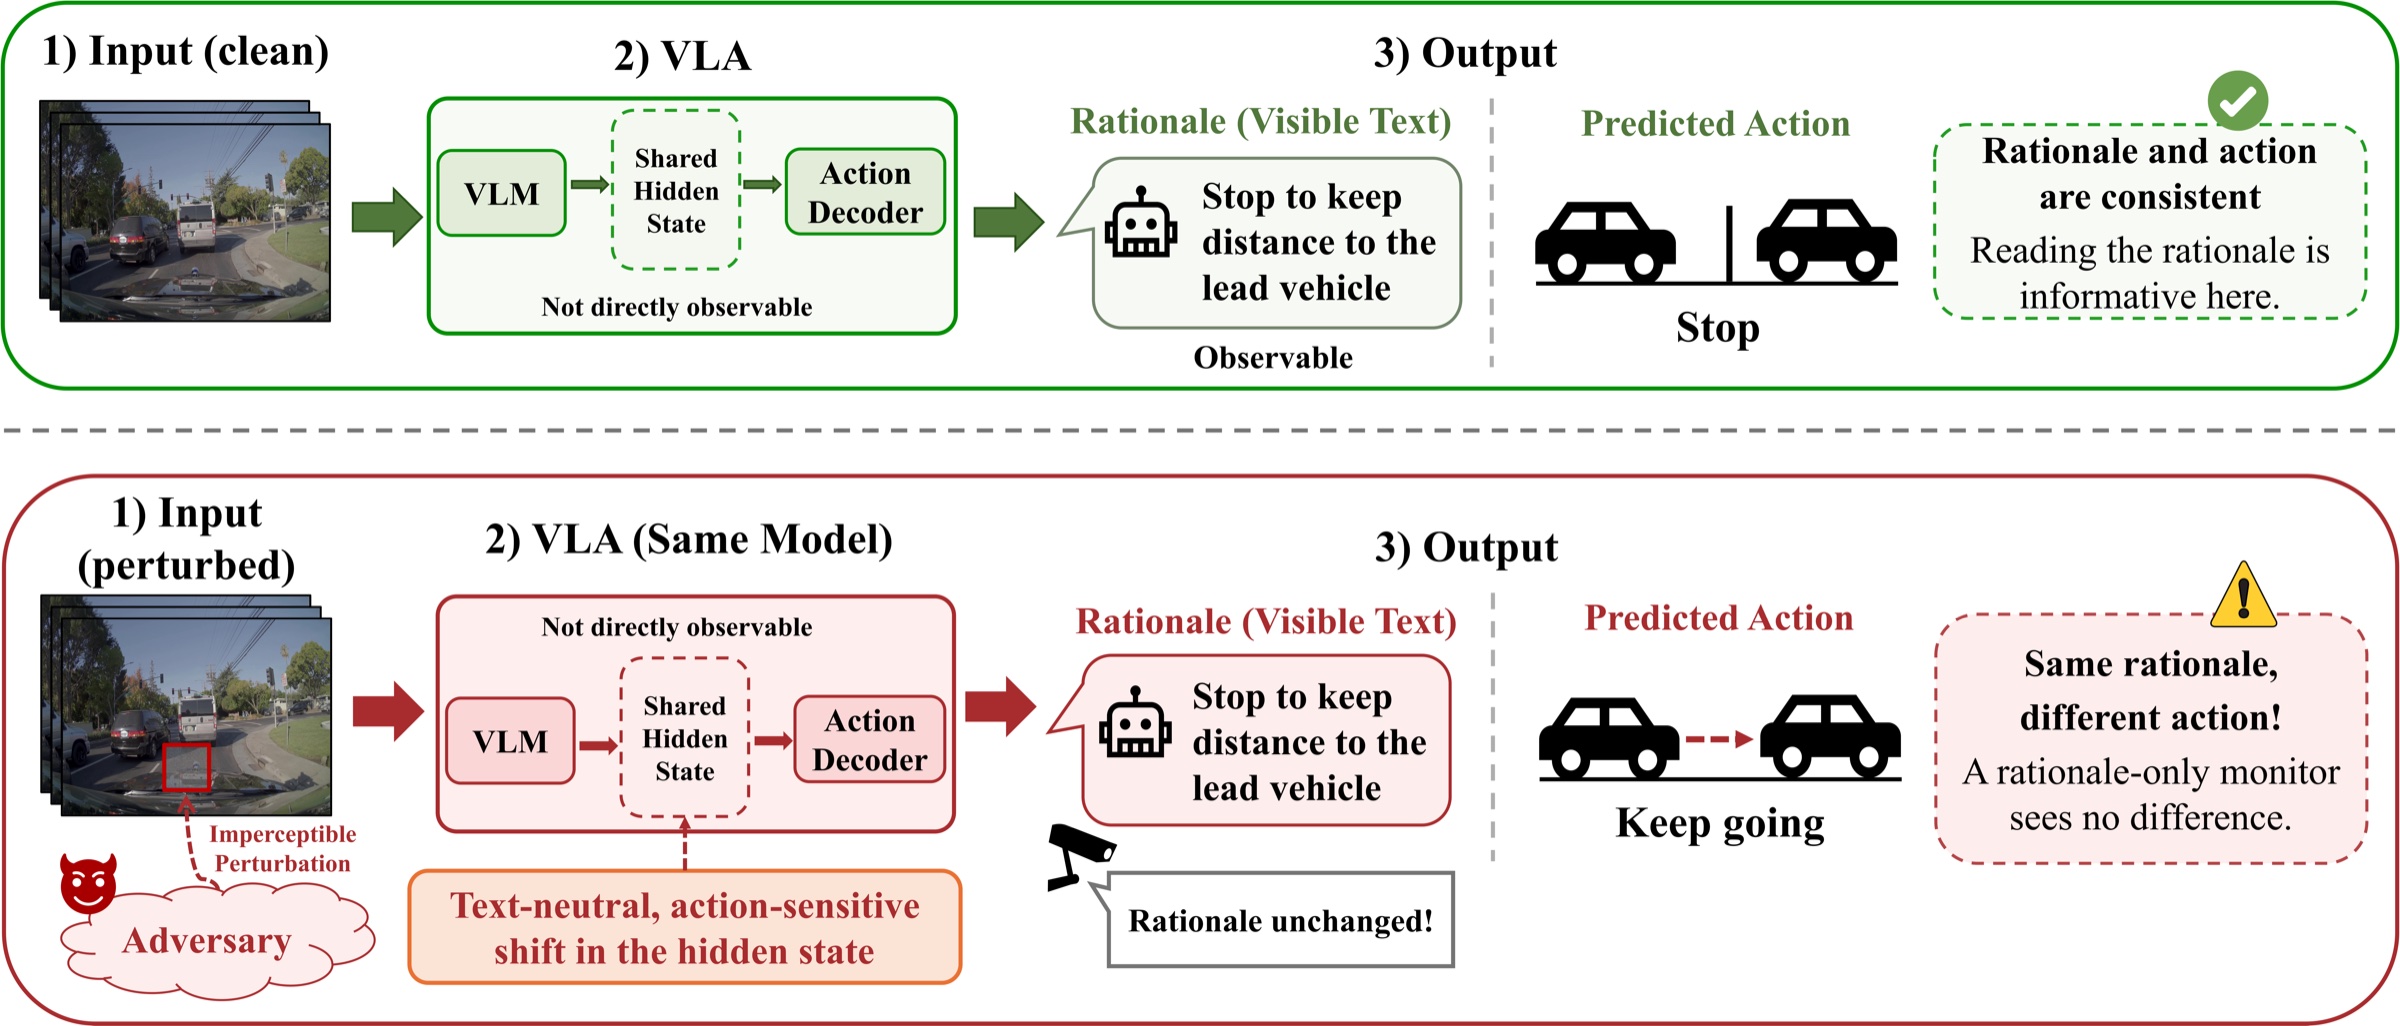 1) Input (clean)
2) VLA
VLM
Shared
Hidden
State
Action
Decoder
Not directly observable
3) Output
Rationale (Visible Text)
Stop to keep
distance to the
lead vehicle
Observable
Predicted Action
Stop
Rationale and action
are consistent
Reading the rationale is
informative here.
1) Input
(perturbed)
Imperceptible
Perturbation
Adversary
2) VLA (Same Model)
Not directly observable
VLM
Shared
Hidden
State
Action
Decoder
Text-neutral, action-sensitive
shift in the hidden state
3) Output
Rationale (Visible Text)
Stop to keep
distance to the
lead vehicle
Rationale unchanged!
Predicted Action
Keep going
Same rationale,
different action!
A rationale-only monitor
sees no difference.